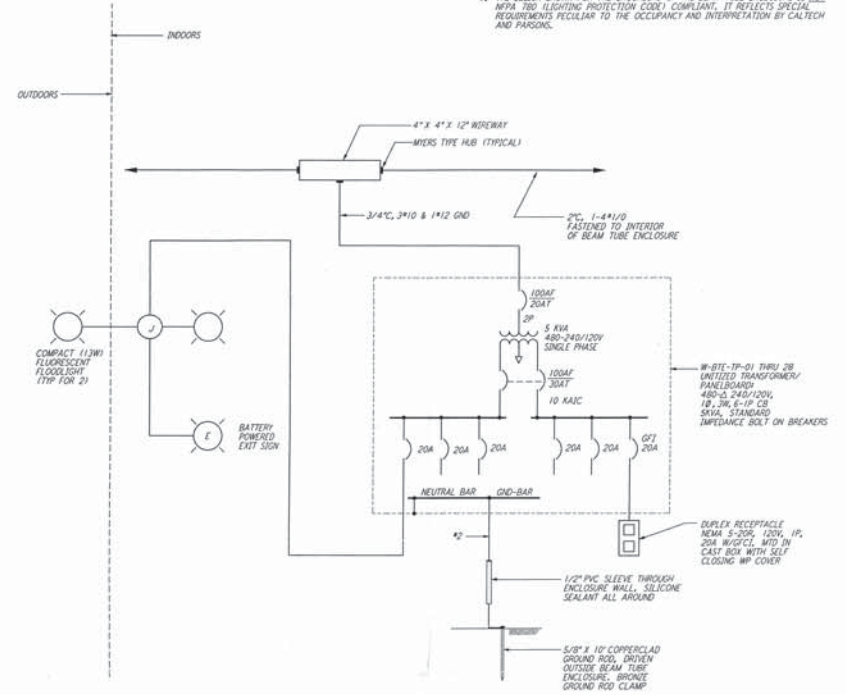 NFPA 780 (LIGHTING PROTECTION CODE) COMPLIANT. IT REFLECTS SPECIAL
REQUIREMENTS PECULIAR TO THE OCCUPANCY AND INTERPRETATION BY CALTECH
AND PARSONS.
INDOORS
OUTDOORS
4" X 4" X 12" WIREWAY
MYERS TYPE HUB (TYPICAL)
3/4"C, 3#10 & 1#12 GND
2"C, 1-4#1/0
FASTENED TO INTERIOR
OF BEAM TUBE ENCLOSURE
100AF
20AT
2P
5 KVA
480-240/120V
SINGLE PHASE
J
COMPACT (13W)
FLUORESCENT
FLOODLIGHT
(TYP FOR 2)
100AF
30AT
10 KAIC
W-BTE-TP-01 THRU 28
UNITIZED TRANSFORMER/
PANELBOARD:
480-Δ 240/120V,
1Ø, 3W, 6-1P CB
5KVA, STANDARD
IMPEDANCE BOLT ON BREAKERS
E
BATTERY
POWERED
EXIT SIGN
20A
20A
20A
20A
20A
GFI
20A
NEUTRAL BAR
GND-BAR
#2
DUPLEX RECEPTACLE
NEMA 5-20R, 120V, 1P,
20A W/GFCI, MTD IN
CAST BOX WITH SELF
CLOSING WP COVER
1/2" PVC SLEEVE THROUGH
ENCLOSURE WALL, SILICONE
SEALANT ALL AROUND
5/8" X 10' COPPERCLAD
GROUND ROD, DRIVEN
OUTSIDE BEAM TUBE
ENCLOSURE. BRONZE
GROUND ROD CLAMP